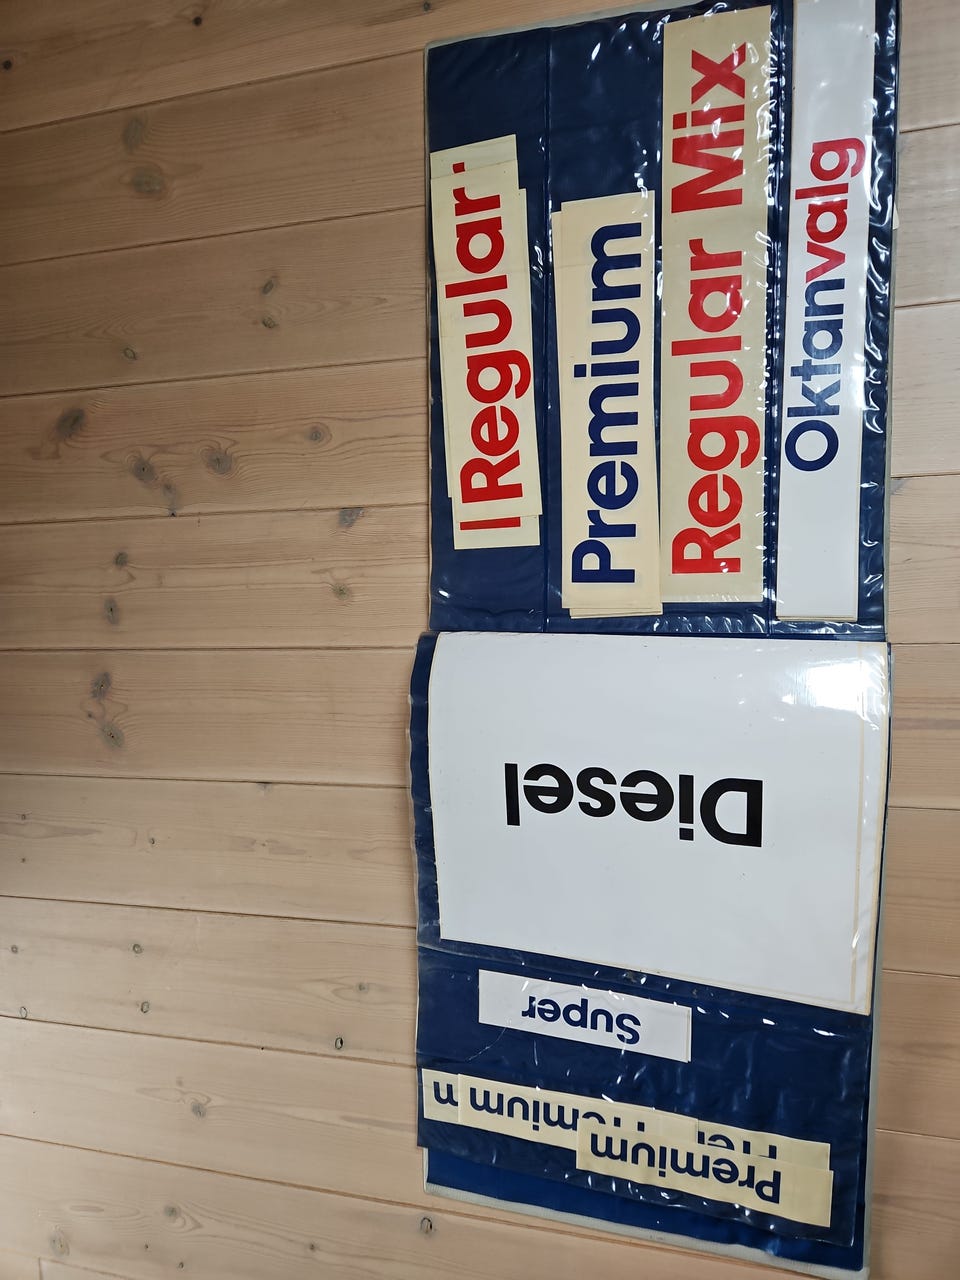 Regular
Premium
Regular Mix
Oktanvalg
Diesel
Super
Premium
Premium